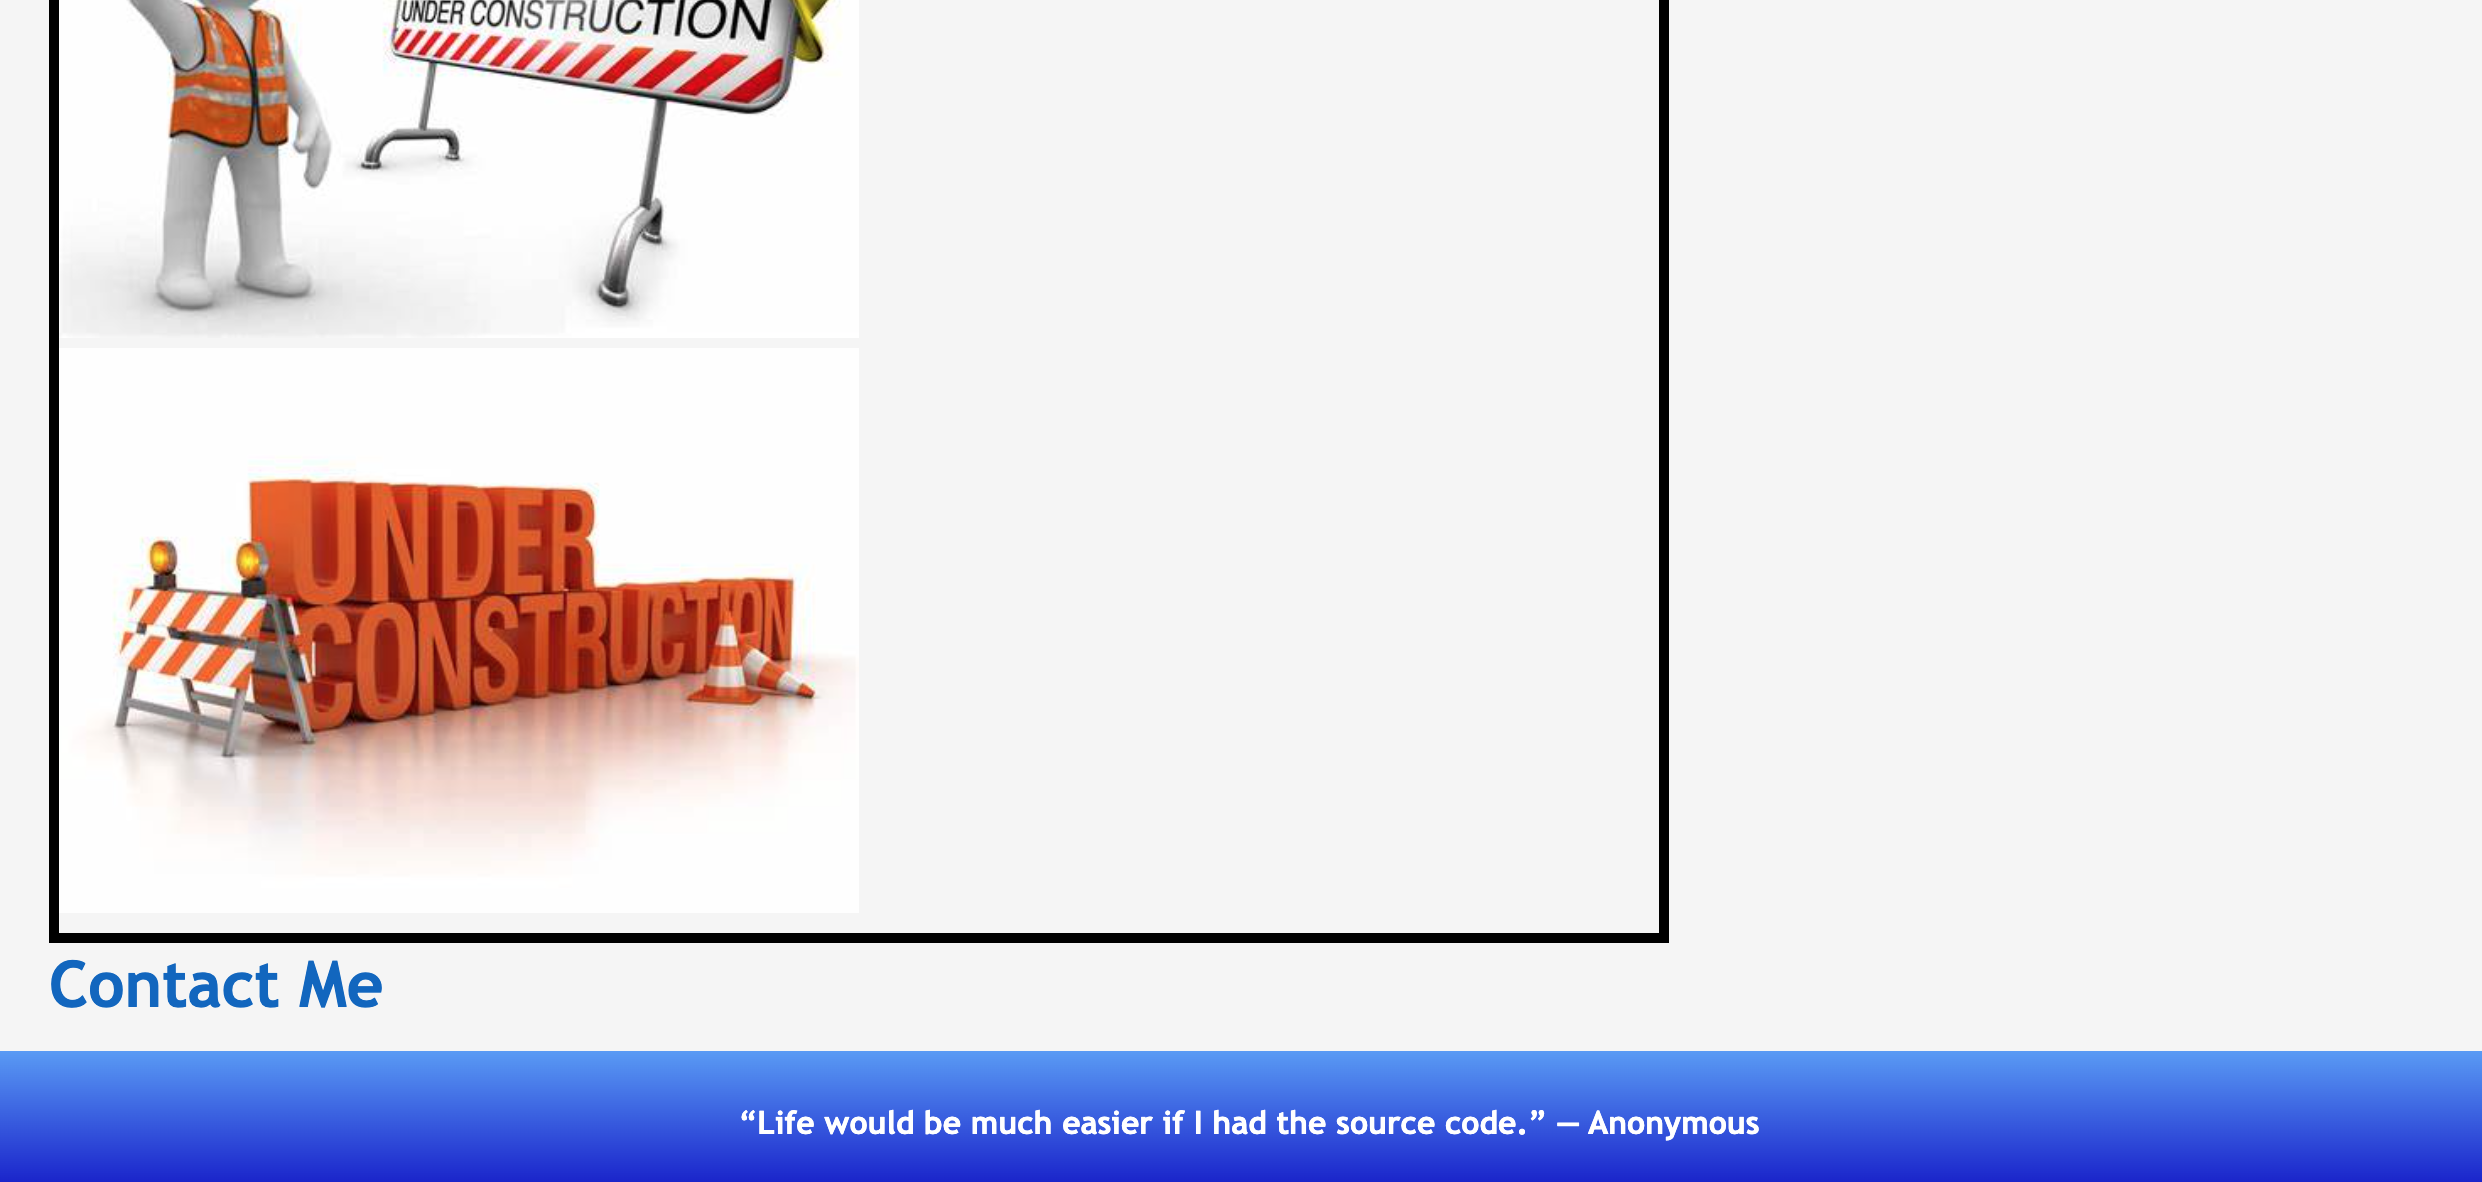 UNDER CONSTRUCTION
UNDER
CONSTRUCTION
Contact Me
“Life would be much easier if I had the source code.” — Anonymous